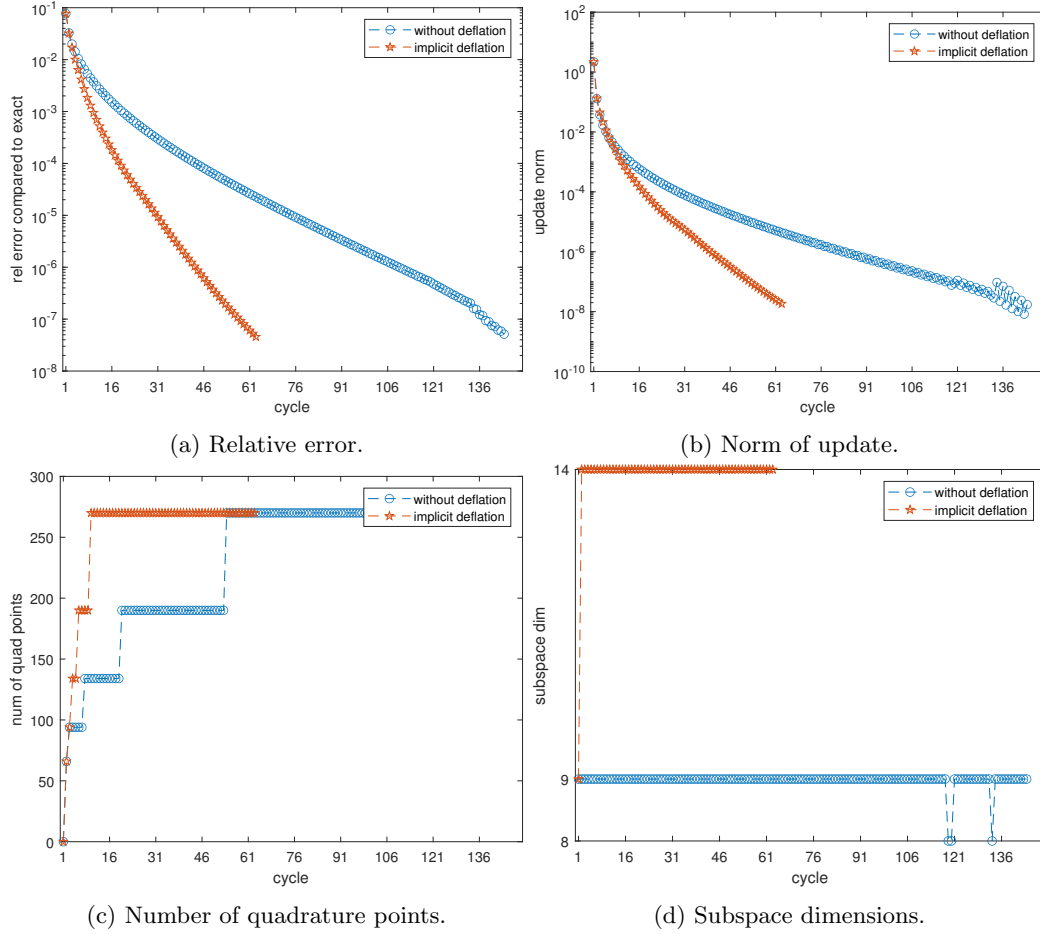 10^-1
10^-2
10^-3
10^-4
10^-5
10^-6
10^-7
10^-8
rel error compared to exact
without deflation
implicit deflation
1 16 31 46 61 76 91 106 121 136
cycle
(a) Relative error.
10^2
10^0
10^-2
10^-4
10^-6
10^-8
10^-10
update norm
without deflation
implicit deflation
1 16 31 46 61 76 91 106 121 136
cycle
(b) Norm of update.
300
250
200
150
100
50
0
num of quad points
without deflation
implicit deflation
1 16 31 46 61 76 91 106 121 136
cycle
(c) Number of quadrature points.
14
9
8
subspace dim
without deflation
implicit deflation
1 16 31 46 61 76 91 106 121 136
cycle
(d) Subspace dimensions.